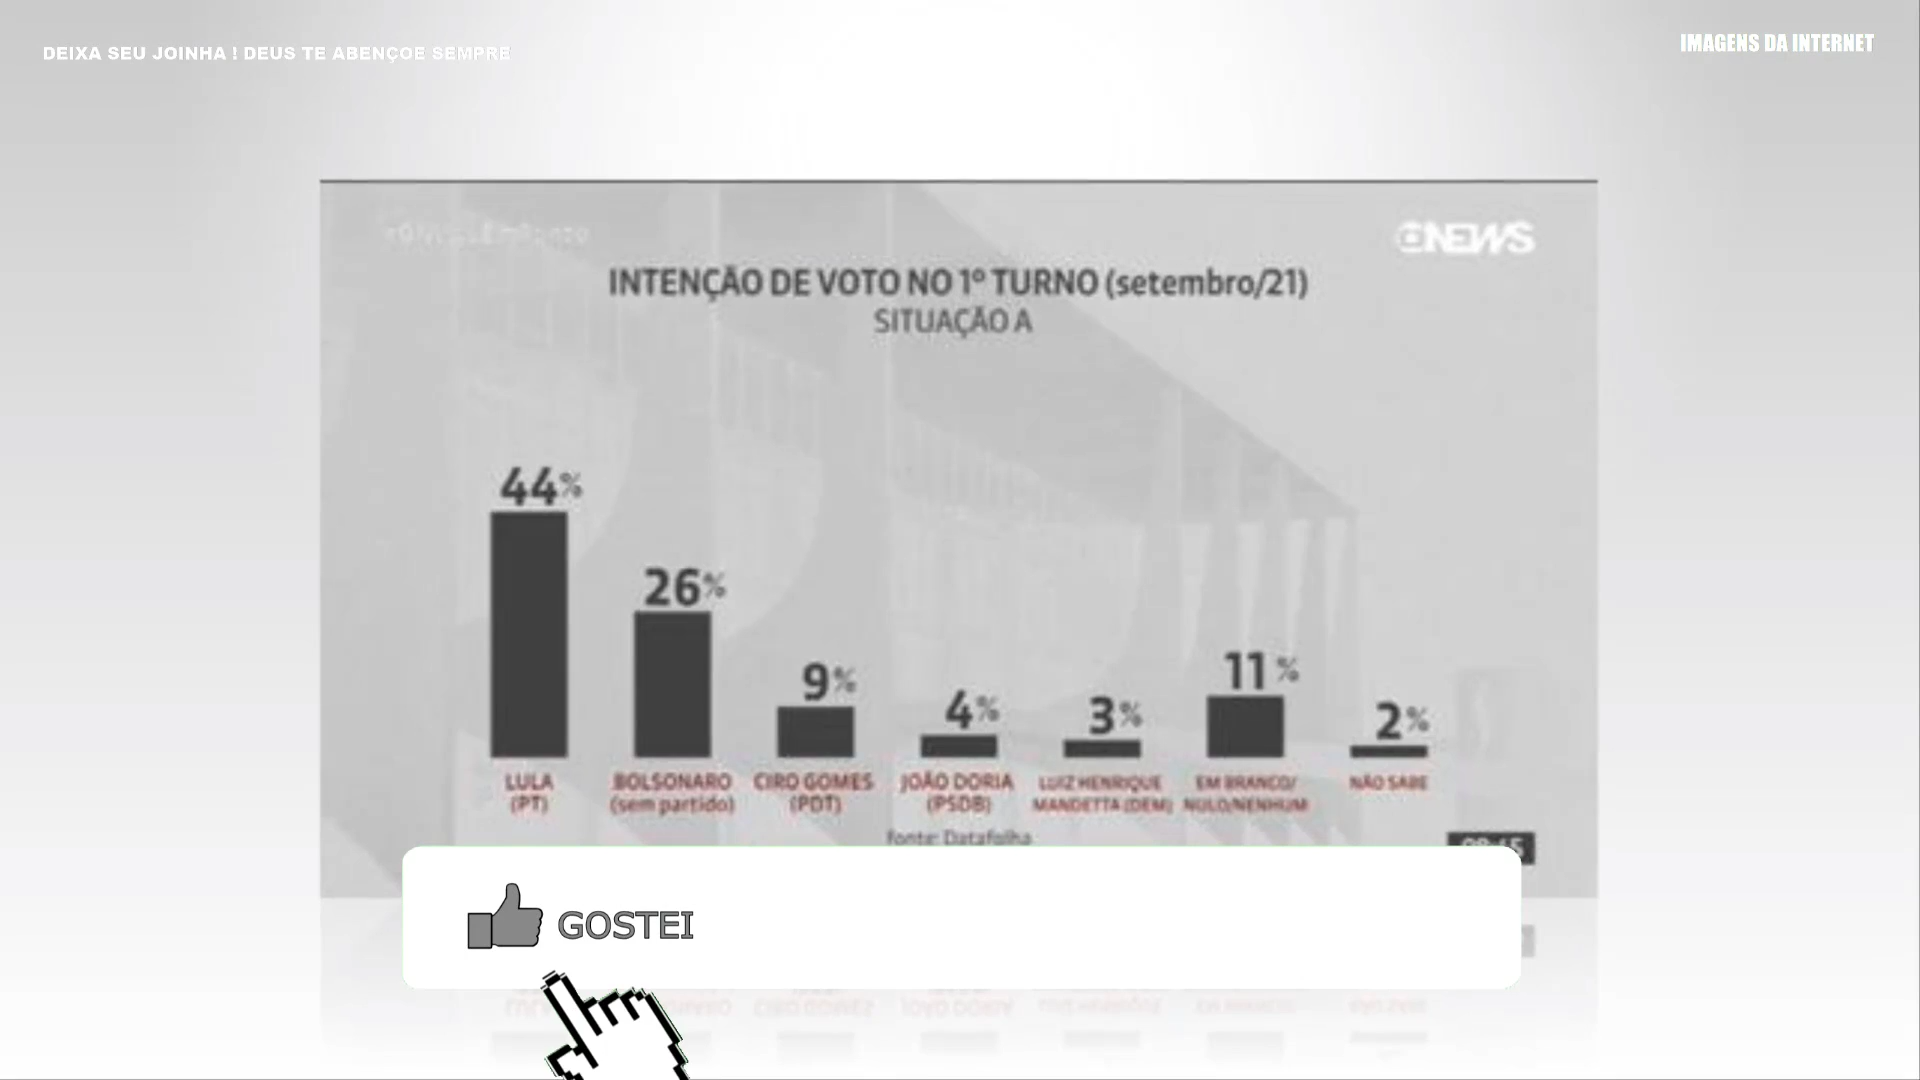 DEIXA SEU JOINHA ! DEUS TE ABENÇOE SEMPRE
IMAGENS DA INTERNET
NEWS
INTENÇÃO DE VOTO NO 1º TURNO (setembro/21)
SITUAÇÃO A
44%
26%
9%
4%
3%
11%
2%
LULA
(PT)
BOLSONARO
(sem partido)
CIRO GOMES
(PDT)
JOÃO DORIA
(PSDB)
LUIZ HENRIQUE
MANDETTA (DEM)
EM BRANCO/
NULO/NENHUM
NÃO SABE
fonte: Datafolha
GOSTEI